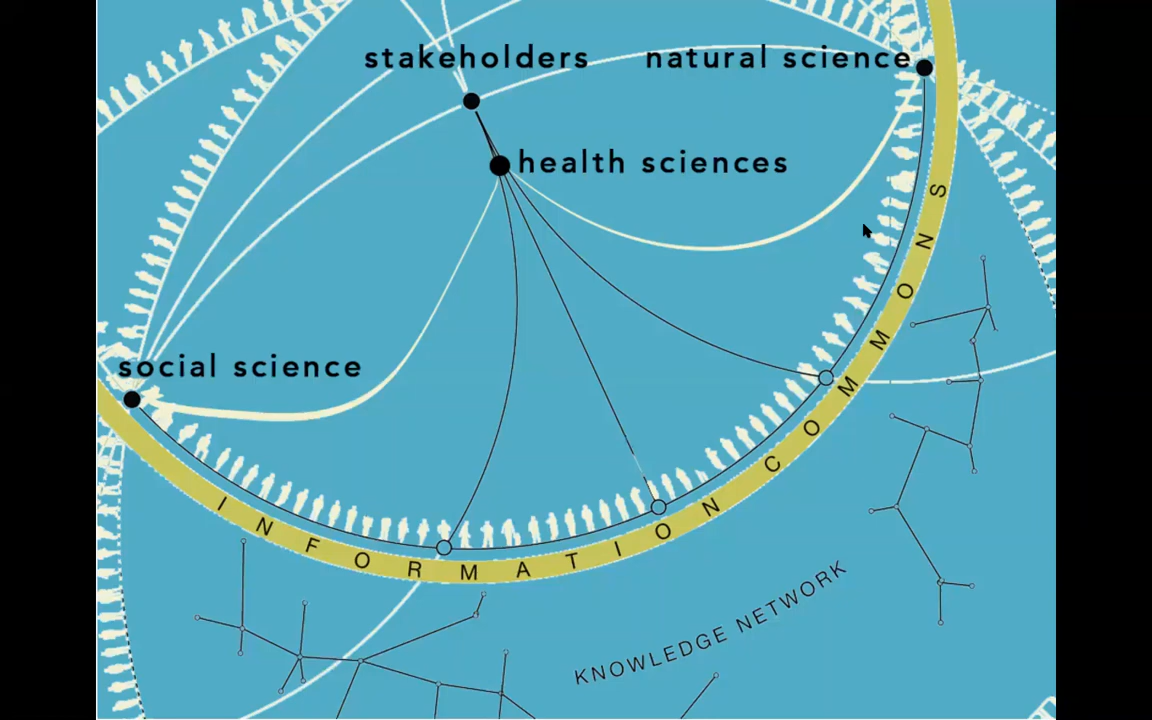 stakeholders
natural science
health sciences
social science
INFORMATION COMMONS
KNOWLEDGE NETWORK